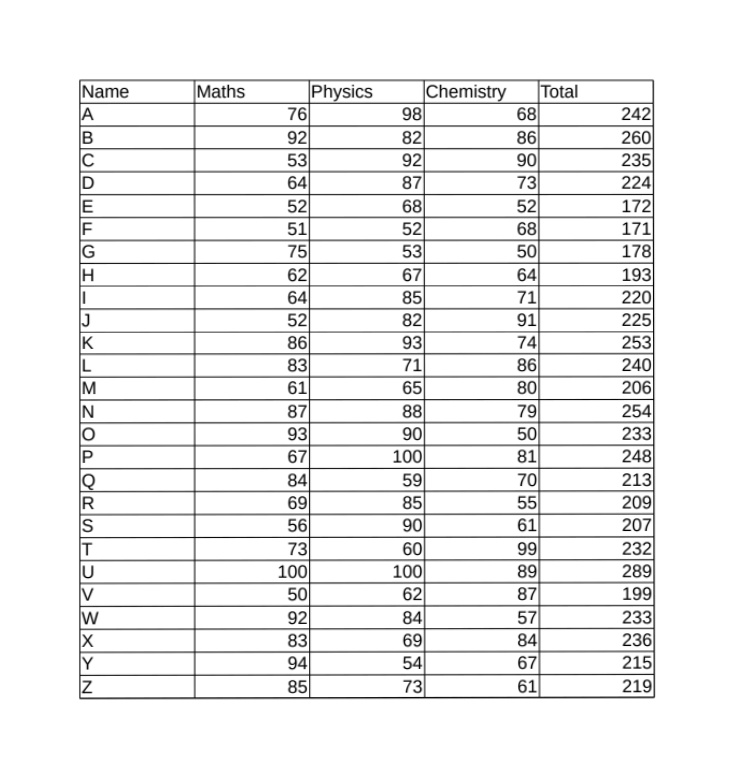 Name Maths Physics Chemistry Total
A 76 98 68 242
B 92 82 86 260
C 53 92 90 235
D 64 87 73 224
E 52 68 52 172
F 51 52 68 171
G 75 53 50 178
H 62 67 64 193
I 64 85 71 220
J 52 82 91 225
K 86 93 74 253
L 83 71 86 240
M 61 65 80 206
N 87 88 79 254
O 93 90 50 233
P 67 100 81 248
Q 84 59 70 213
R 69 85 55 209
S 56 90 61 207
T 73 60 99 232
U 100 100 89 289
V 50 62 87 199
W 92 84 57 233
X 83 69 84 236
Y 94 54 67 215
Z 85 73 61 219